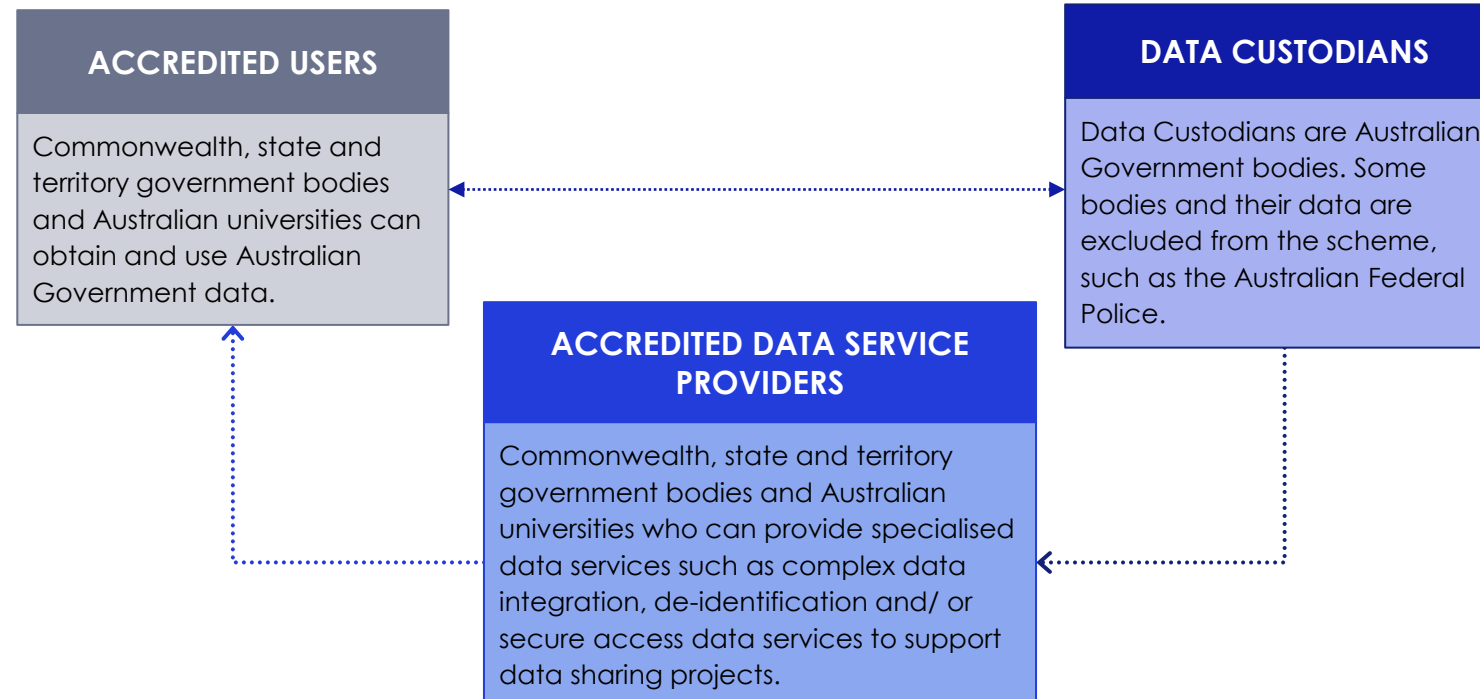 ACCREDITED USERS
Commonwealth, state and
territory government bodies
and Australian universities can
obtain and use Australian
Government data.
DATA CUSTODIANS
Data Custodians are Australian
Government bodies. Some
bodies and their data are
excluded from the scheme,
such as the Australian Federal
Police.
ACCREDITED DATA SERVICE
PROVIDERS
Commonwealth, state and territory
government bodies and Australian
universities who can provide specialised
data services such as complex data
integration, de-identification and/ or
secure access data services to support
data sharing projects.